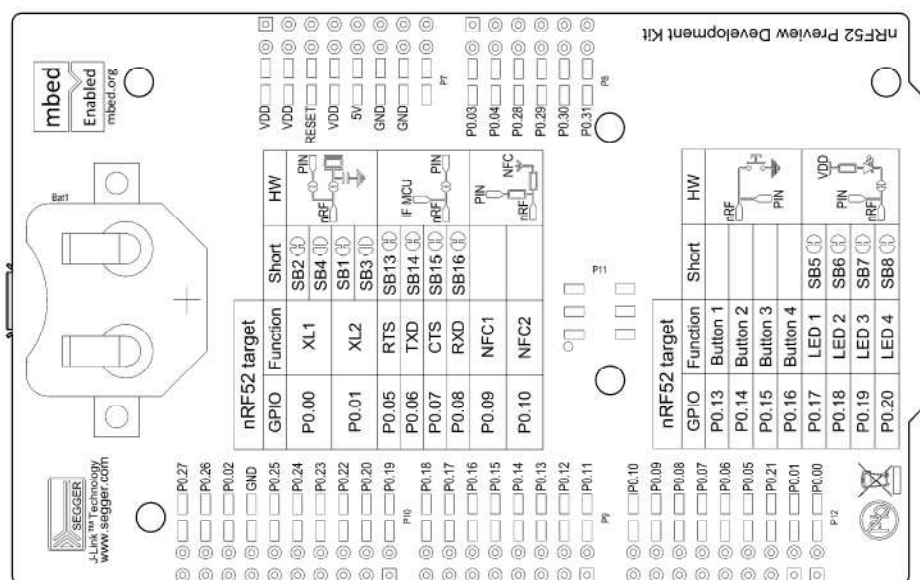 nRF52 Preview Development Kit
mbed
Enabled
mbed.org
VDD
VDD
RESET
VDD
5V
GND
GND
P7
P0.03
P0.04
P0.28
P0.29
P0.30
P0.31
P8
Bat1
nRF52 target
GPIO Function Short HW
P0.00 XL1 SB2 SB4
P0.01 XL2 SB1 SB3
P0.05 RTS SB13
P0.06 TXD SB14
P0.07 CTS SB15
P0.08 RXD SB16
P0.09 NFC1
P0.10 NFC2
nRF PIN
IF MCU
nRF PIN
PIN
nRF NFC
P11
nRF52 target
GPIO Function Short HW
P0.13 Button 1
P0.14 Button 2
P0.15 Button 3
P0.16 Button 4
P0.17 LED 1 SB5
P0.18 LED 2 SB6
P0.19 LED 3 SB7
P0.20 LED 4 SB8
nRF PIN
PIN VDD
nRF
SEGGER
J-Link™ Technology
www.segger.com
P0.27
P0.26
P0.02
GND
P0.25
P0.24
P0.23
P0.22
P0.20
P0.19
P10
P0.18
P0.17
P0.16
P0.15
P0.14
P0.13
P0.12
P0.11
P9
P0.10
P0.09
P0.08
P0.07
P0.06
P0.05
P0.21
P0.01
P0.00
P12
Pb